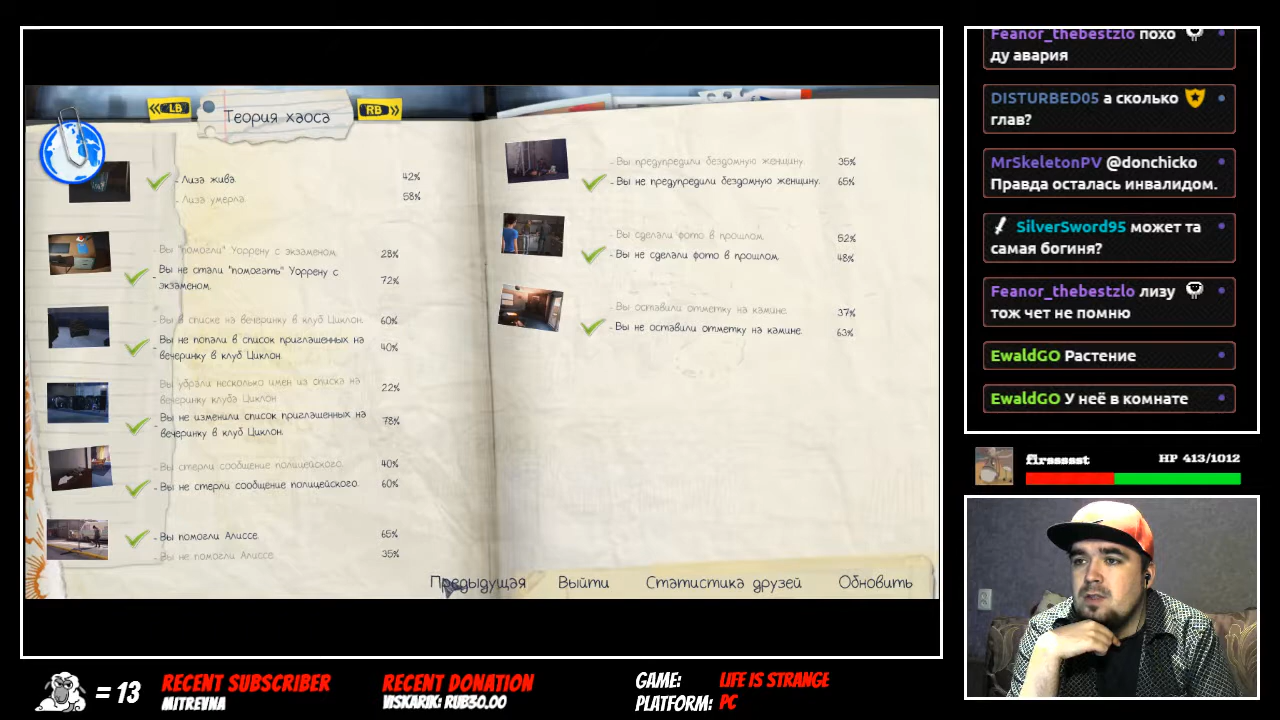 LB
Теория хаоса
RB
- Лиза жива.
42%
- Лиза умерла.
58%
- Вы "помогли" Уоррену с экзаменом.
28%
- Вы не стали "помогать" Уоррену с
экзаменом.
72%
- Вы в списке на вечеринку в клуб Циклон.
60%
- Вы не попали в список приглашенных на
вечеринку в клуб Циклон.
40%
Вы убрали несколько имен из списка на
вечеринку клуба Циклон.
22%
- Вы не изменили список приглашенных на
вечеринку в клуб Циклон.
78%
- Вы стерли сообщение полицейского.
40%
- Вы не стерли сообщение полицейского.
60%
- Вы помогли Алиссе.
65%
- Вы не помогли Алиссе.
35%
- Вы предупредили бездомную женщину.
35%
- Вы не предупредили бездомную женщину.
65%
- Вы сделали фото в прошлом.
52%
- Вы не сделали фото в прошлом.
48%
- Вы оставили отметку на камине.
37%
- Вы не оставили отметку на камине.
63%
Предыдущая
Выйти
Статистика друзей
Обновить
Feanor_thebestzlo похо
ду авария
DISTURBED05 а сколько
глав?
MrSkeletonPV @donchicko
Правда осталась инвалидом.
SilverSword95 может та
самая богиня?
Feanor_thebestzlo лизу
тож чет не помню
EwaldGO Растение
EwaldGO У неё в комнате
HP 413/1012
= 13
RECENT SUBSCRIBER
MITREVNA
RECENT DONATION
VISKARIK: RUB30.00
GAME:
LIFE IS STRANGE
PLATFORM:
PC